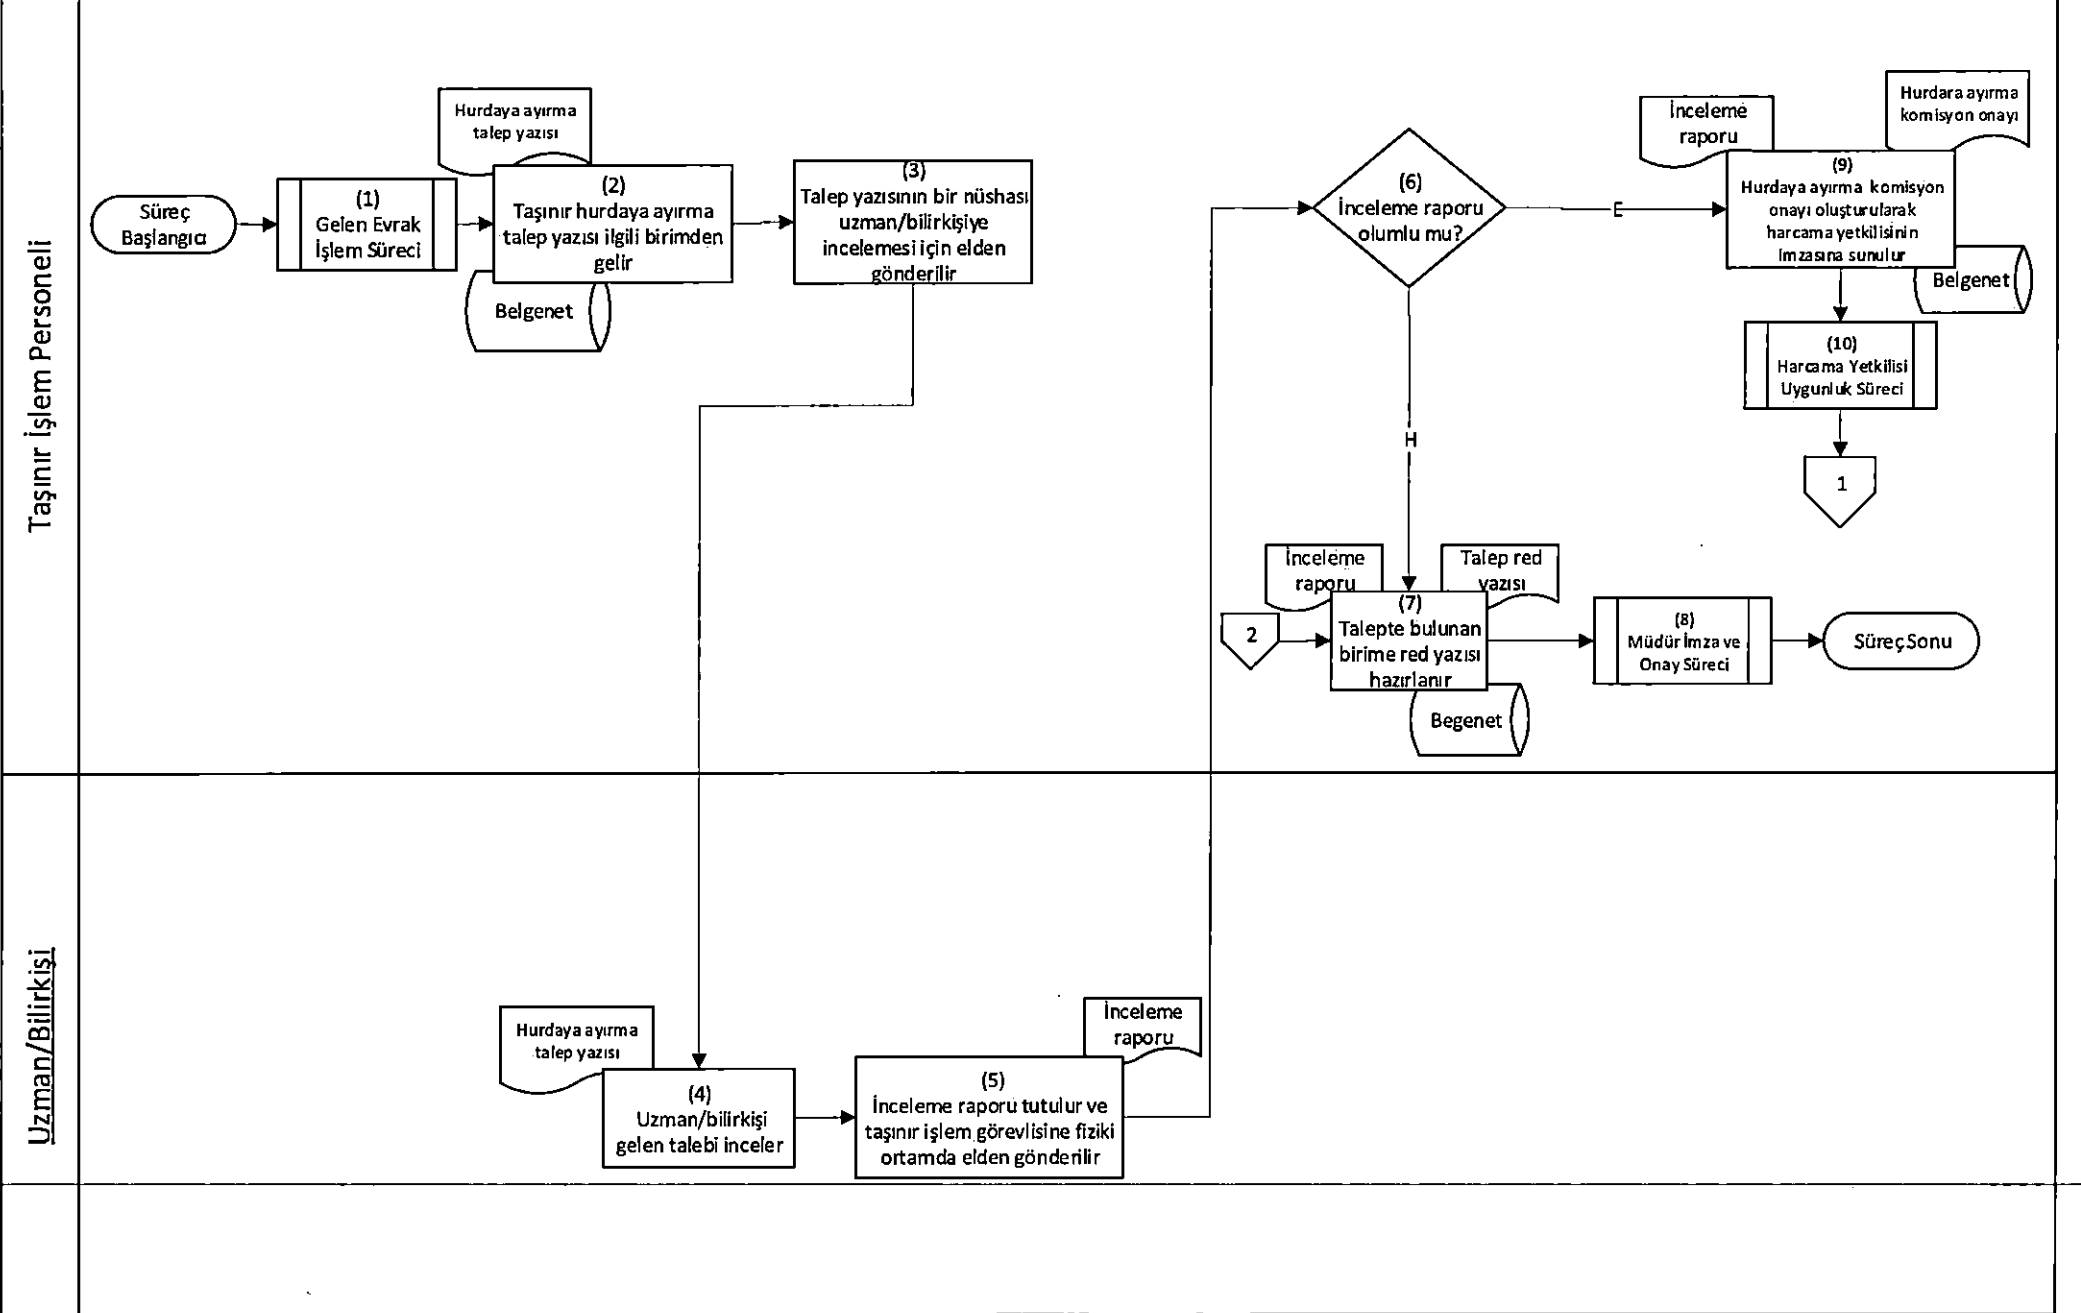 Taşınır İşlem Personeli
Süreç
Başlangıcı
(1)
Gelen Evrak
İşlem Süreci
Hurdaya ayırma
talep yazısı
(2)
Taşınır hurdaya ayırma
talep yazısı ilgili birimden
gelir
Belgenet
(3)
Talep yazısının bir nüshası
uzman/bilirkişiye
incelemesi için elden
gönderilir
(6)
İnceleme raporu
olumlu mu?
E
H
İnceleme
raporu
Hurdara ayırma
komisyon onayı
(9)
Hurdaya ayırma komisyon
onayı oluşturularak
harcama yetkilisinin
imzasına sunulur
Belgenet
(10)
Harcama Yetkilisi
Uygunluk Süreci
1
İnceleme
raporu
Talep red
yazısı
2
(7)
Talepte bulunan
birime red yazısı
hazırlanır
Begenet
(8)
Müdür İmza ve
Onay Süreci
Süreç Sonu
Uzman/Bilirkişi
Hurdaya ayırma
talep yazısı
(4)
Uzman/bilirkişi
gelen talebi inceler
İnceleme
raporu
(5)
İnceleme raporu tutulur ve
taşınır işlem görevlisine fiziki
ortamda elden gönderilir